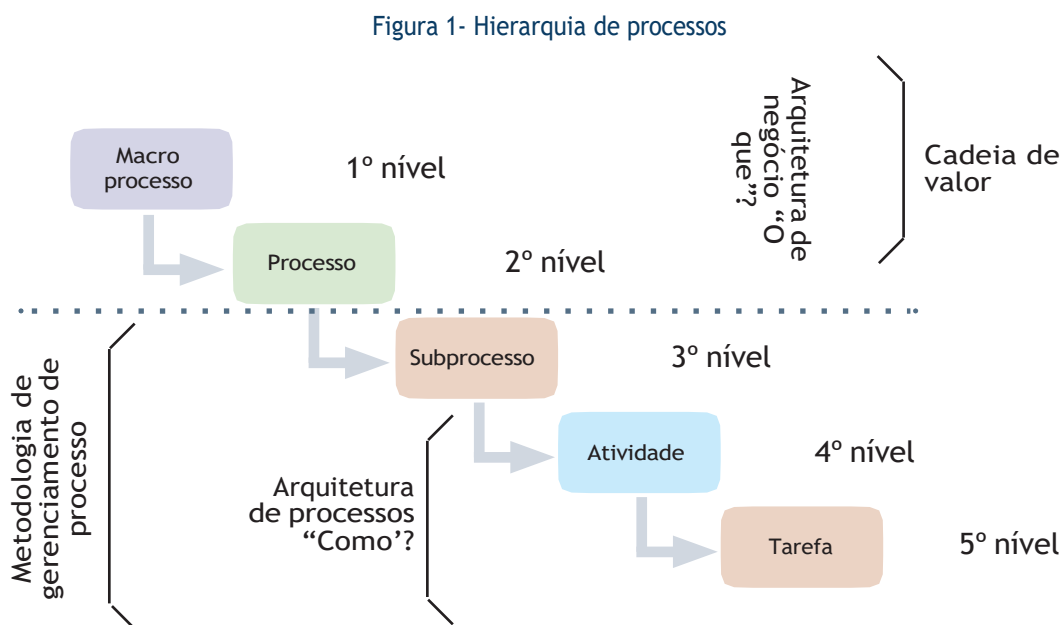 Figura 1- Hierarquia de processos
Macro
processo
1º nível
Arquitetura de
negócio “O
que”?
Cadeia de
valor
Processo
2º nível
Subprocesso
3º nível
Metodologia de
gerenciamento de
processo
Atividade
4º nível
Arquitetura
de processos
“Como’?
Tarefa
5º nível